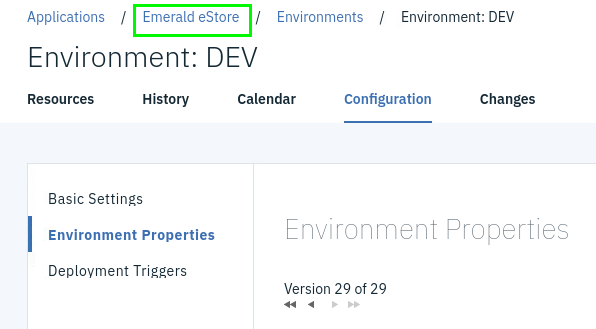 Applications / Emerald eStore / Environments / Environment: DEV
Environment: DEV
Resources History Calendar Configuration Changes
Basic Settings
Environment Properties
Deployment Triggers
Environment Properties
Version 29 of 29